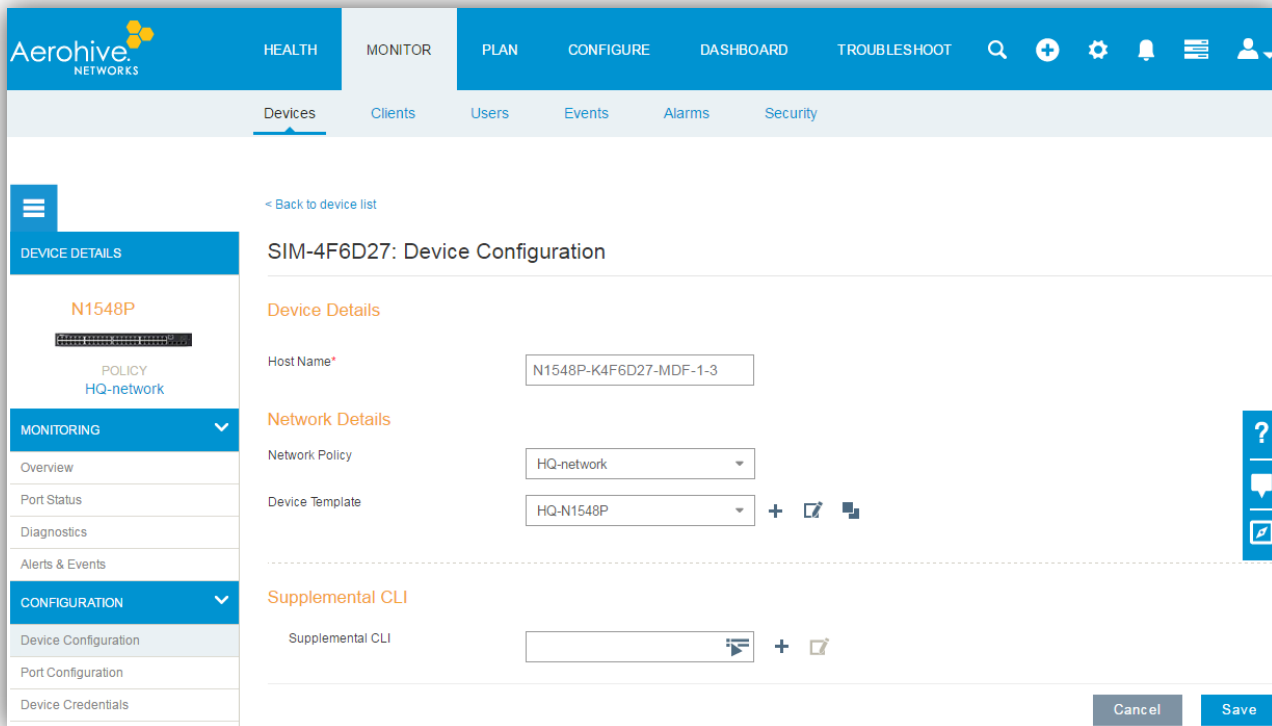 Aerohive
NETWORKS
HEALTH MONITOR PLAN CONFIGURE DASHBOARD TROUBLESHOOT
Devices Clients Users Events Alarms Security
< Back to device list
DEVICE DETAILS
SIM-4F6D27: Device Configuration
N1548P
POLICY
HQ-network
Device Details
Host Name* N1548P-K4F6D27-MDF-1-3
MONITORING
Overview
Port Status
Diagnostics
Alerts & Events
Network Details
Network Policy HQ-network
Device Template HQ-N1548P
?
CONFIGURATION
Device Configuration
Port Configuration
Device Credentials
Supplemental CLI
Supplemental CLI
Cancel Save